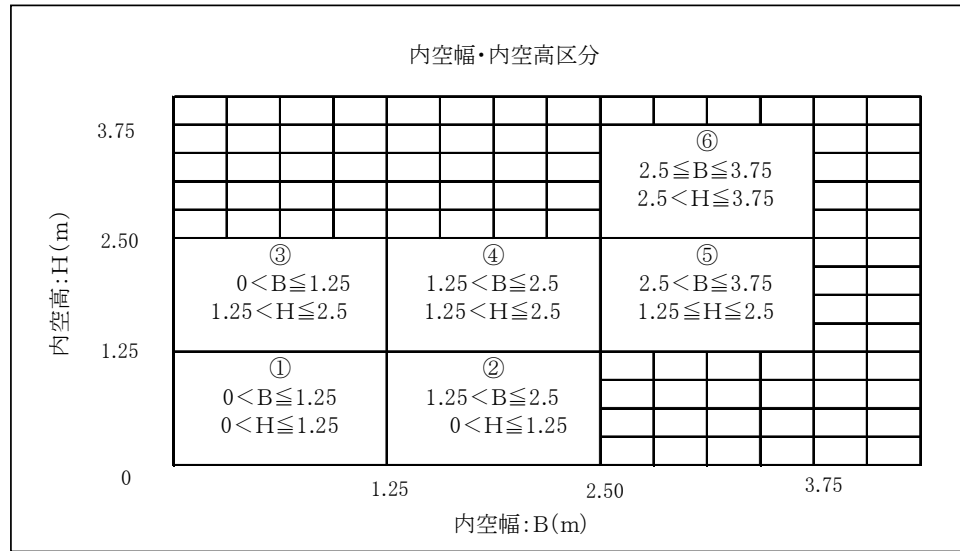 内空幅・内空高区分
3.75
⑥
2.5≦B≦3.75
2.5＜H≦3.75
2.50
③
0＜B≦1.25
1.25＜H≦2.5
④
1.25＜B≦2.5
1.25＜H≦2.5
⑤
2.5＜B≦3.75
1.25≦H≦2.5
内空高：H(m)
1.25
①
0＜B≦1.25
0＜H≦1.25
②
1.25＜B≦2.5
0＜H≦1.25
0
1.25
2.50
3.75
内空幅：B(m)